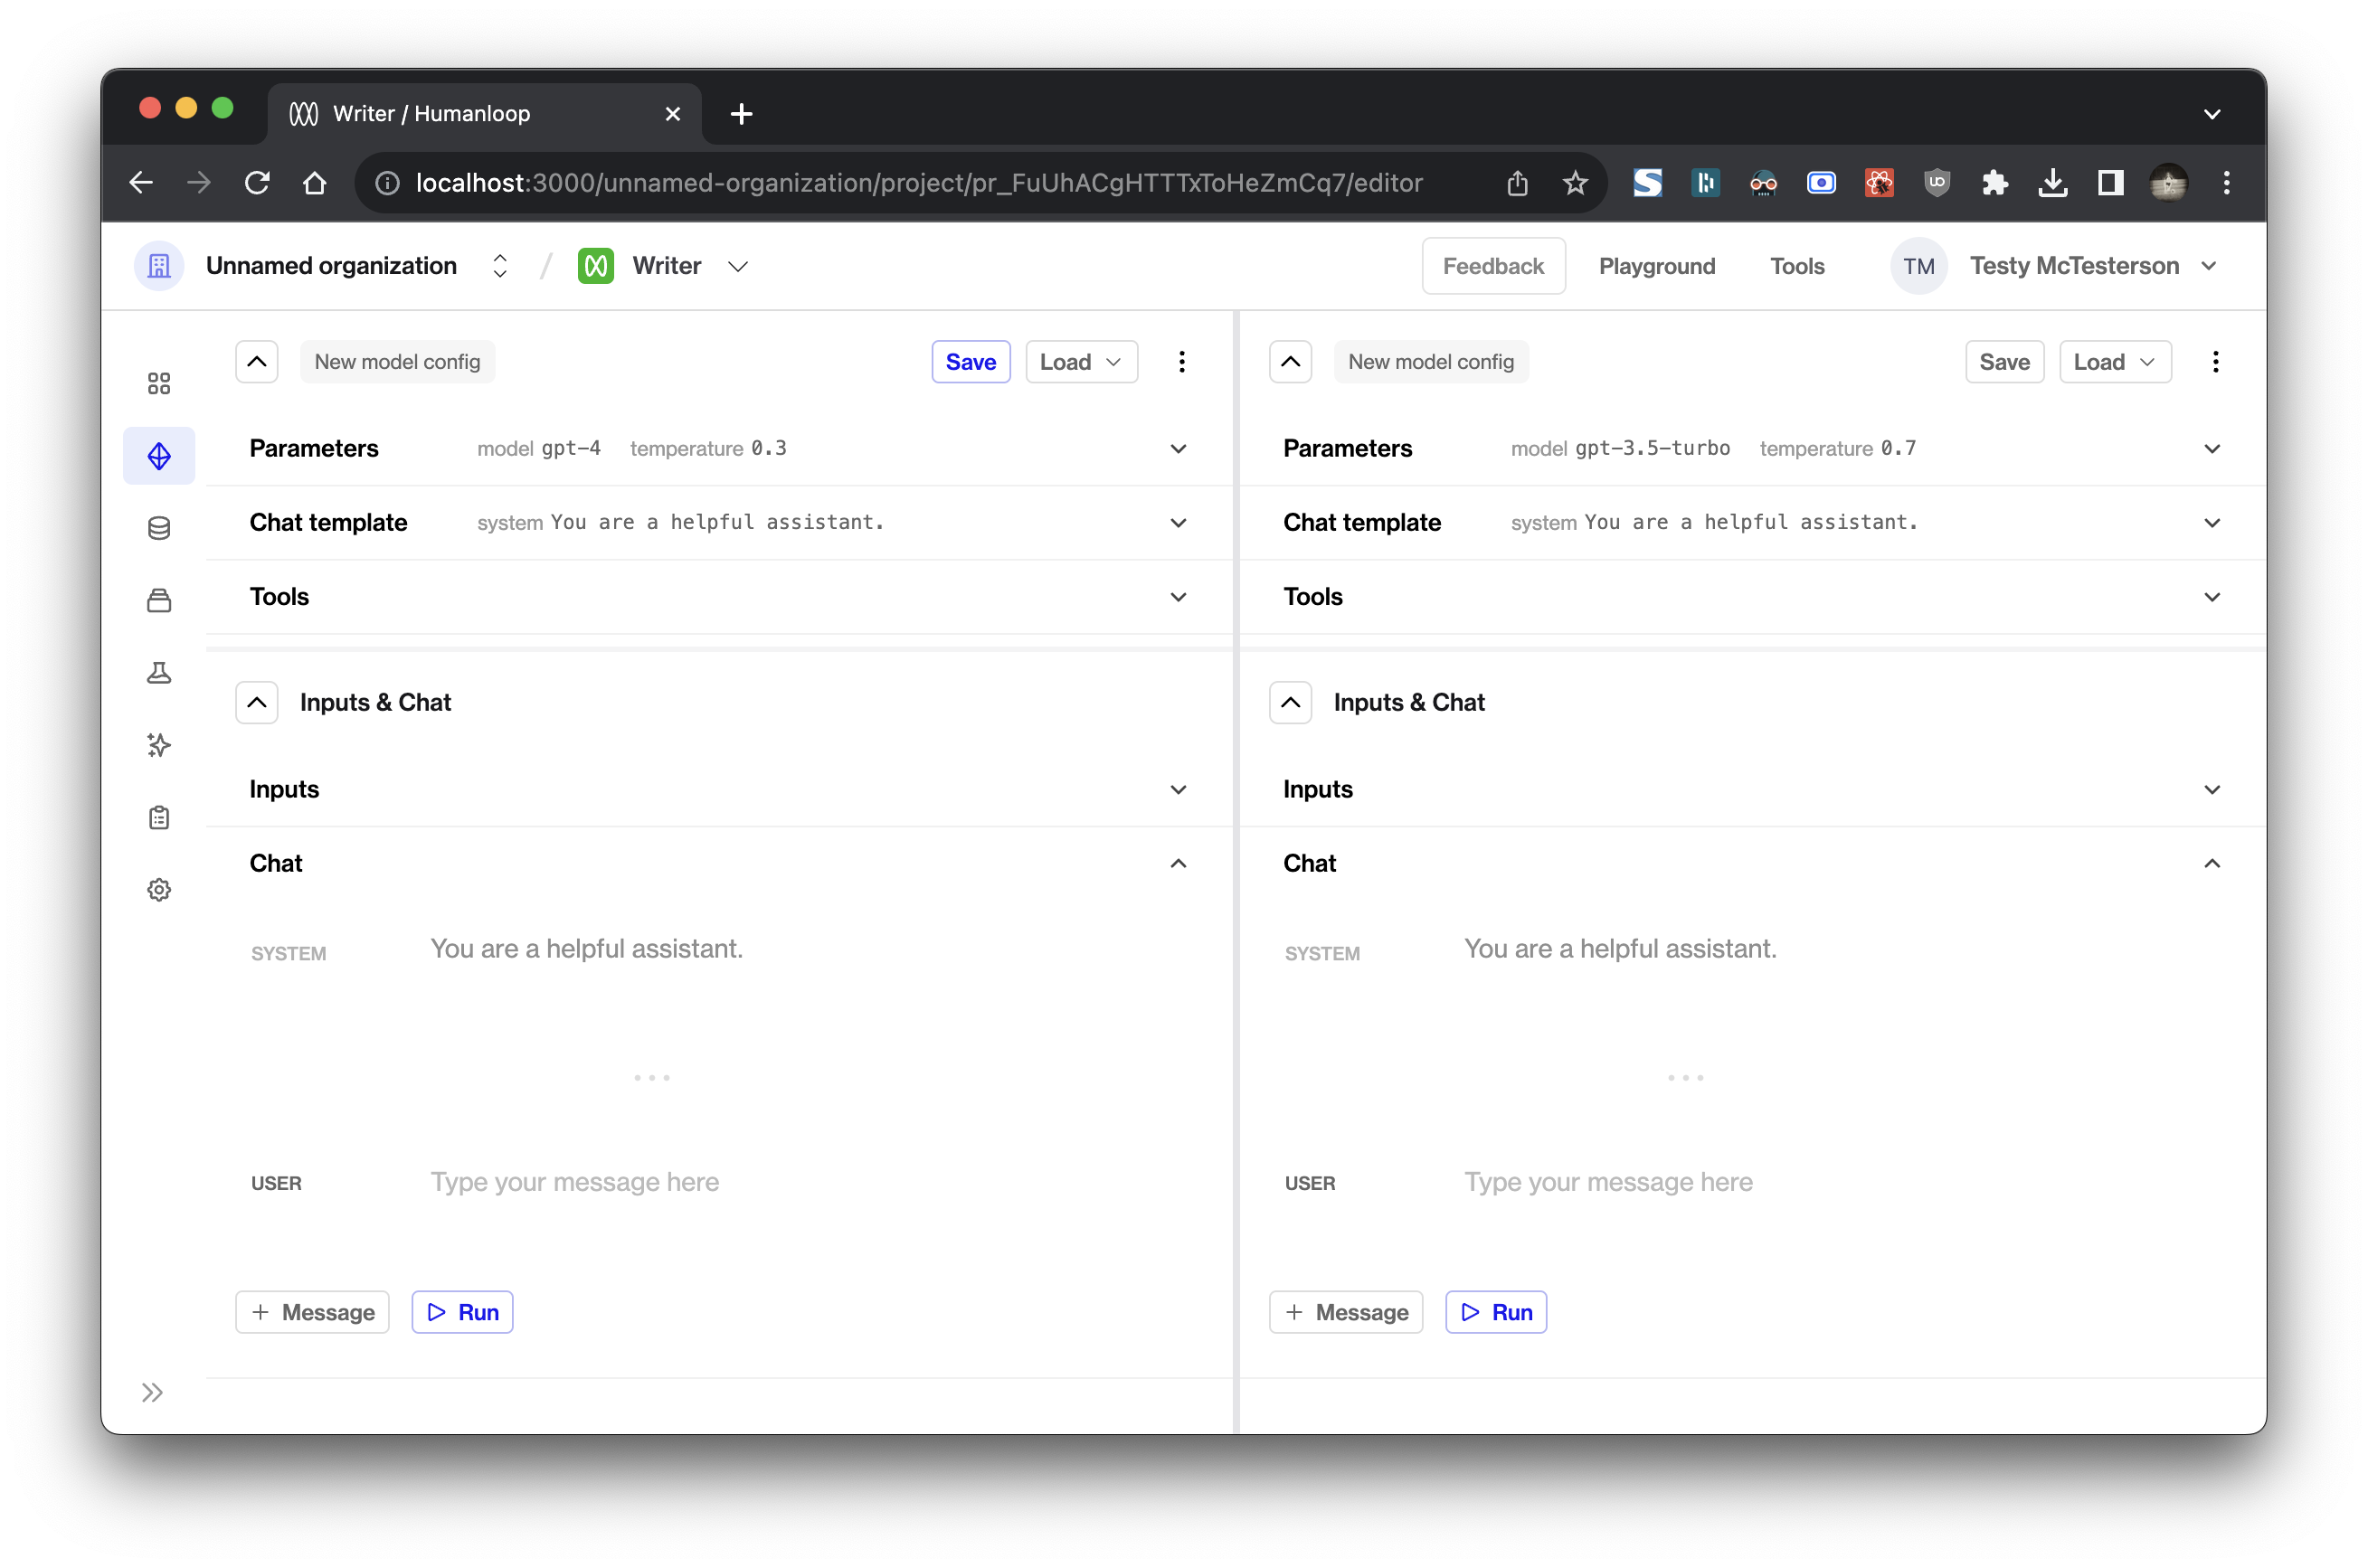 Writer / Humanloop
localhost:3000/unnamed-organization/project/pr_FuUhACgHTTTxToHeZmCq7/editor
Unnamed organization / Writer
Feedback Playground Tools TM Testy McTesterson
New model config Save Load
Parameters model gpt-4 temperature 0.3
Chat template system You are a helpful assistant.
Tools
Inputs & Chat
Inputs
Chat
SYSTEM You are a helpful assistant.
USER Type your message here
+ Message Run
New model config Save Load
Parameters model gpt-3.5-turbo temperature 0.7
Chat template system You are a helpful assistant.
Tools
Inputs & Chat
Inputs
Chat
SYSTEM You are a helpful assistant.
USER Type your message here
+ Message Run